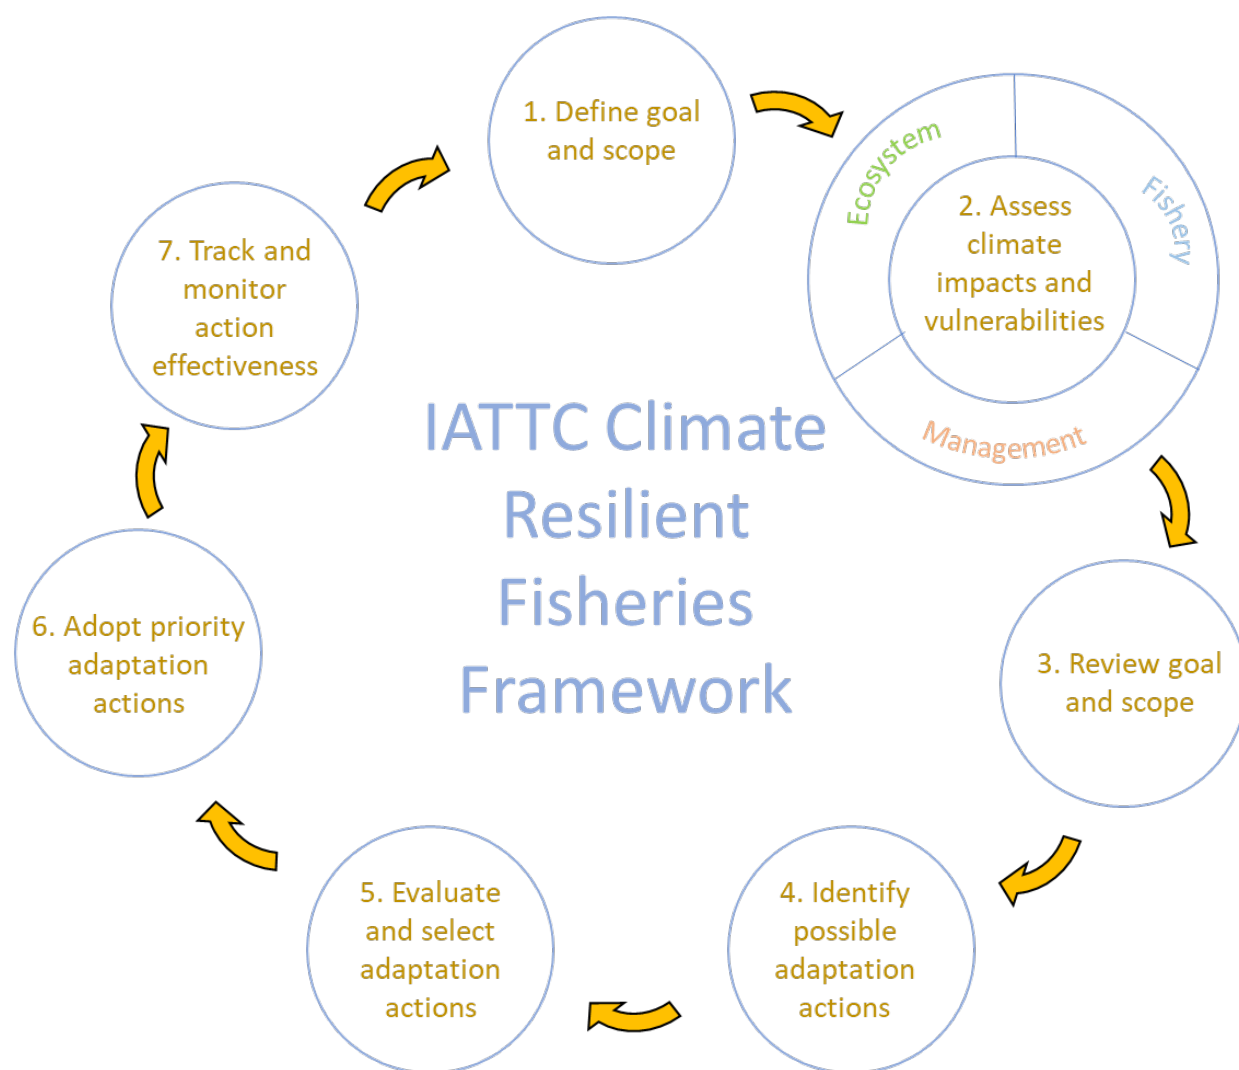 1. Define goal
and scope
Ecosystem
Fishery
Management
2. Assess
climate
impacts and
vulnerabilities
3. Review goal
and scope
4. Identify
possible
adaptation
actions
5. Evaluate
and select
adaptation
actions
6. Adopt priority
adaptation
actions
7. Track and
monitor
action
effectiveness
IATTC Climate
Resilient
Fisheries
Framework